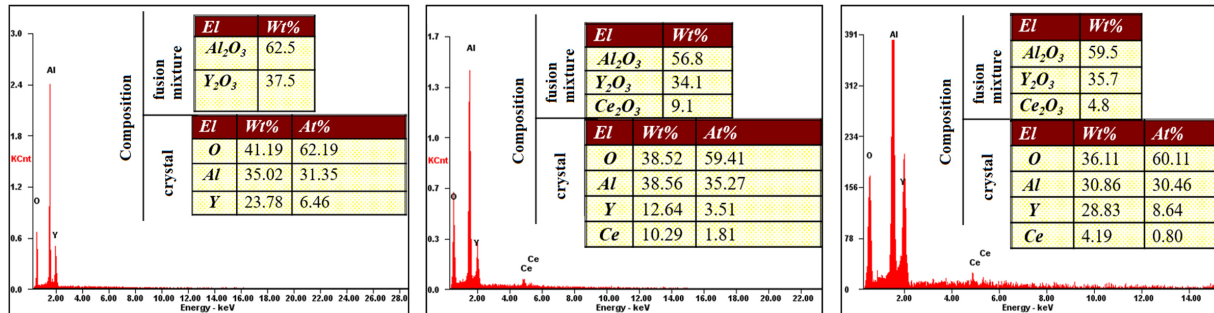 El Wt%
Al2O3 62.5
Y2O3 37.5
Composition
fusion
mixture
crystal
El Wt% At%
O 41.19 62.19
Al 35.02 31.35
Y 23.78 6.46
3.0
2.4
1.8
KCnt
1.2
0.6
0.0
Al
O
Y
2.00 4.00 6.00 8.00 10.00 12.00 14.00 16.00 18.00 20.00 22.00 24.00 26.00 28.0
Energy - keV
El Wt%
Al2O3 56.8
Y2O3 34.1
Ce2O3 9.1
Composition
fusion
mixture
crystal
El Wt% At%
O 38.52 59.41
Al 38.56 35.27
Y 12.64 3.51
Ce 10.29 1.81
1.7
1.4
1.0
KCnt
0.7
0.3
0.0
Al
O
Y
Ce
Ce
2.00 4.00 6.00 8.00 10.00 12.00 14.00 16.00 18.00 20.00 22.00
Energy - keV
El Wt%
Al2O3 59.5
Y2O3 35.7
Ce2O3 4.8
Composition
fusion
mixture
crystal
El Wt% At%
O 36.11 60.11
Al 30.86 30.46
Y 28.83 8.64
Ce 4.19 0.80
391
312
234
156
78
0
Al
O
Y
Ce
Ce
2.00 4.00 6.00 8.00 10.00 12.00 14.00
Energy - keV